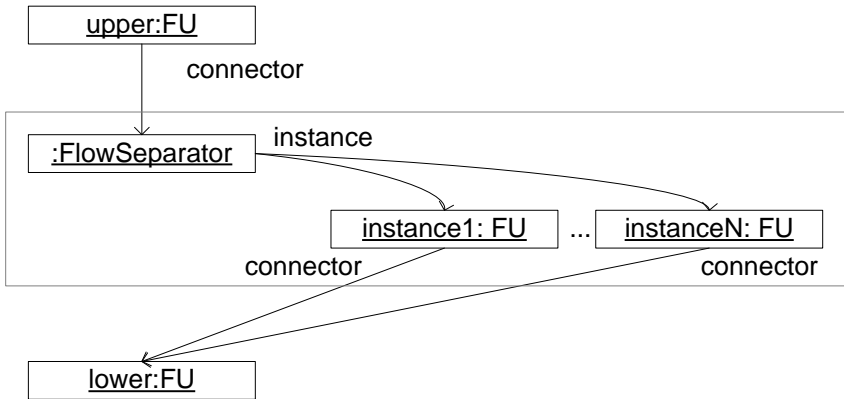 upper:FU
connector
:FlowSeparator
instance
instance1: FU
...
instanceN: FU
connector
connector
lower:FU